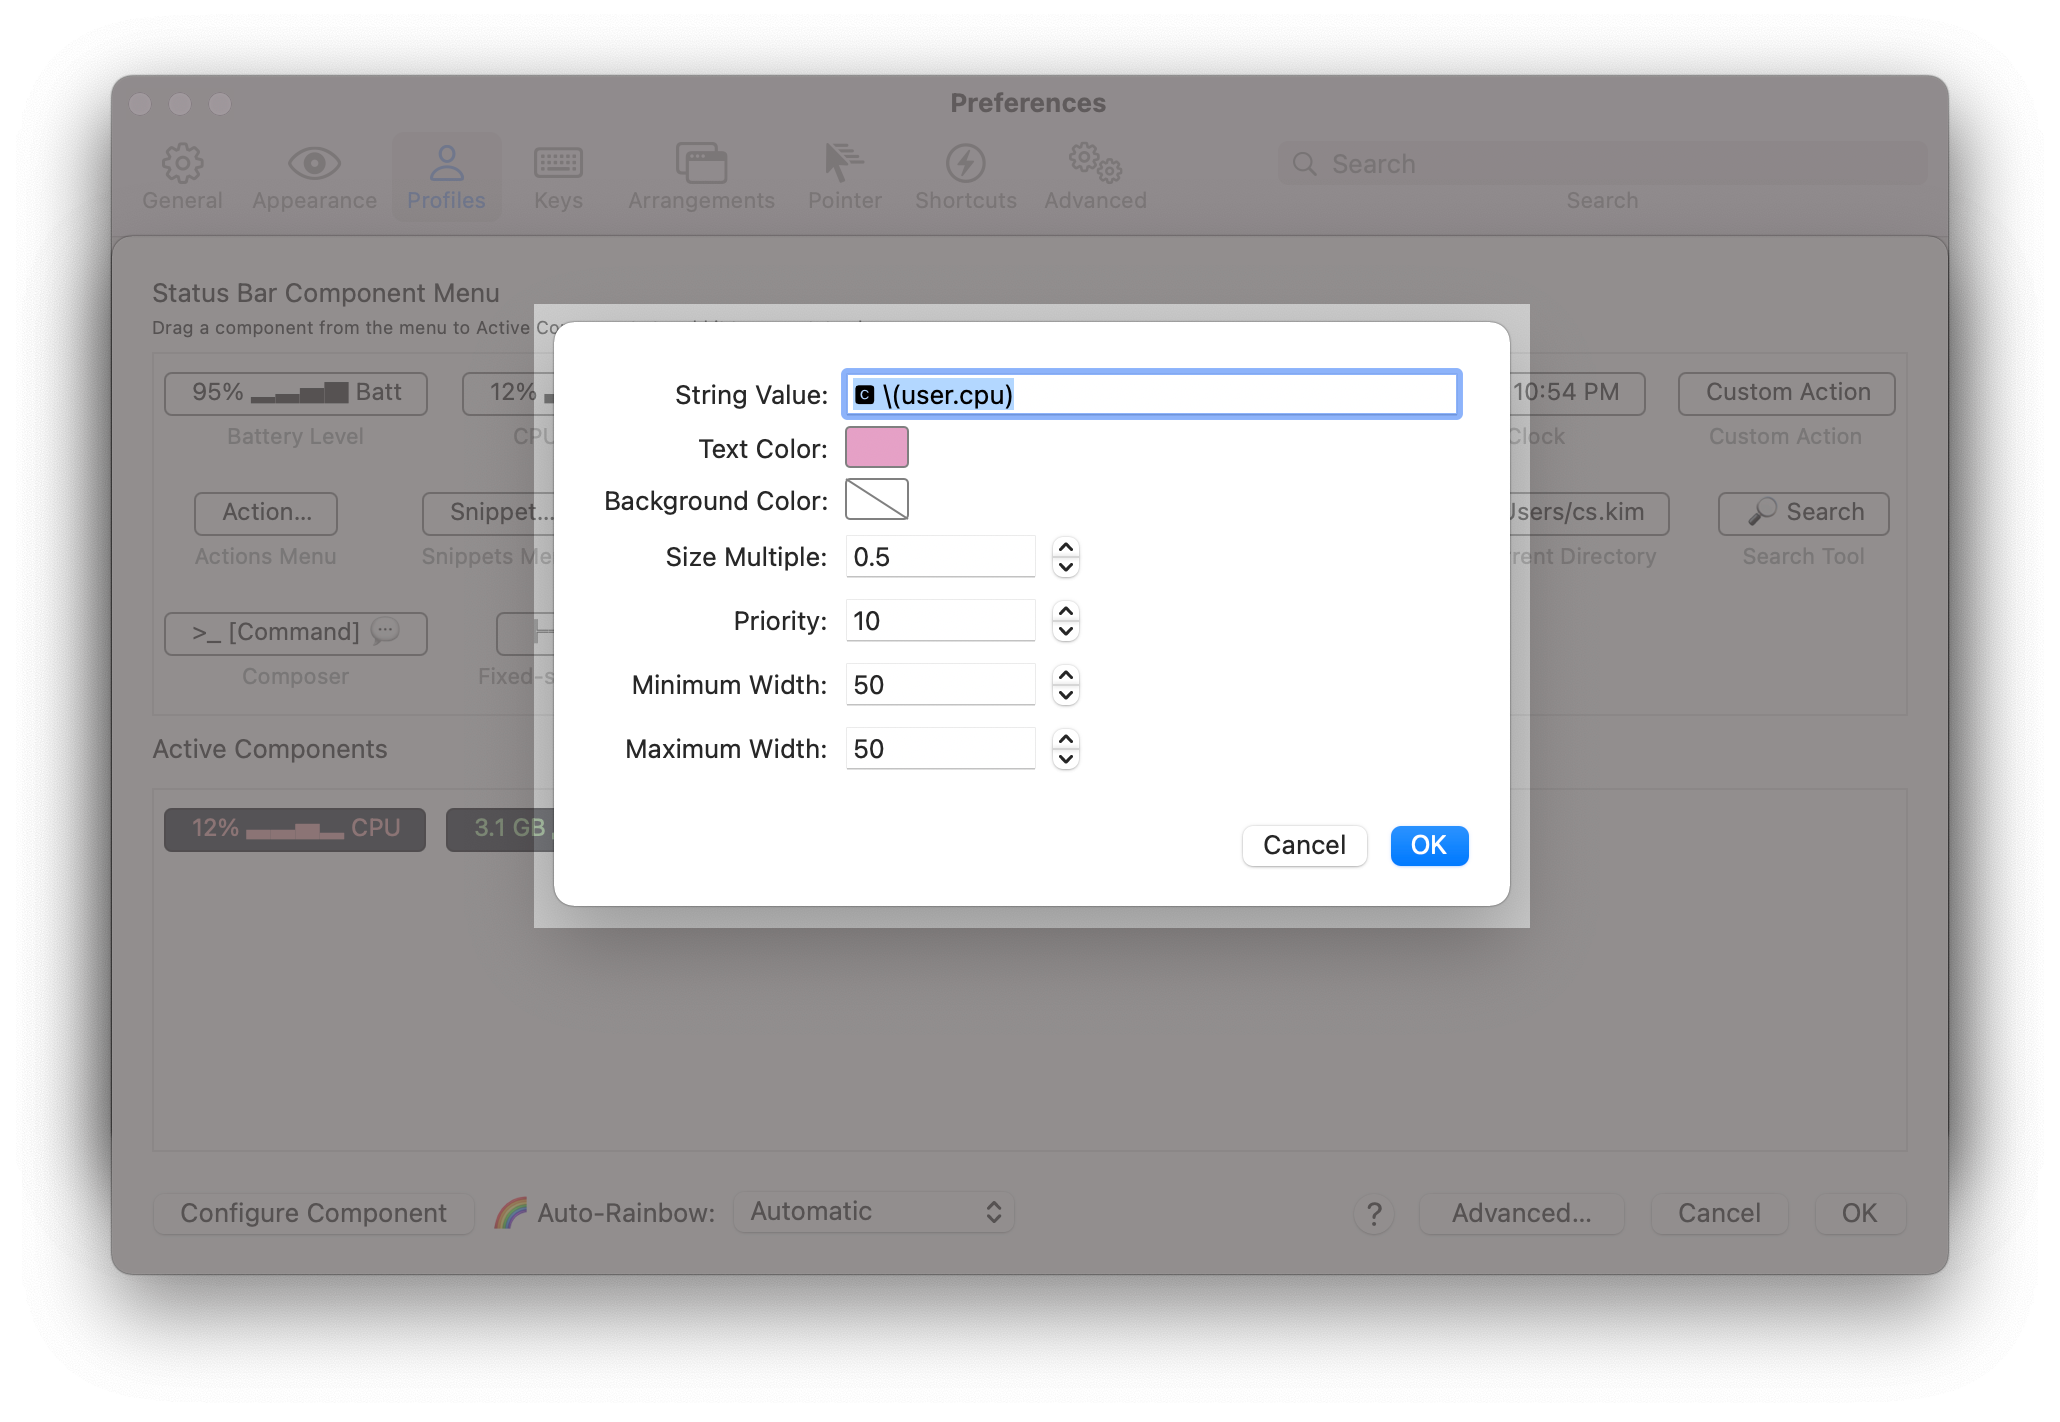 Preferences
General
Appearance
Profiles
Keys
Arrangements
Pointer
Shortcuts
Advanced
Search
Search
Status Bar Component Menu
Drag a component from the menu to Active
95% Batt
12%
10:54 PM
Custom Action
Battery Level
CPU
Clock
Custom Action
Action...
Snippet...
Users/cs.kim
Search
Actions Menu
Snippets
Directory
Search Tool
>_ [Command]
Composer
Active Components
12% CPU
3.1 GB
String Value: C \(user.cpu)
Text Color:
Background Color:
Size Multiple: 0.5
Priority: 10
Minimum Width: 50
Maximum Width: 50
Cancel
OK
Configure Component
Auto-Rainbow: Automatic
?
Advanced...
Cancel
OK